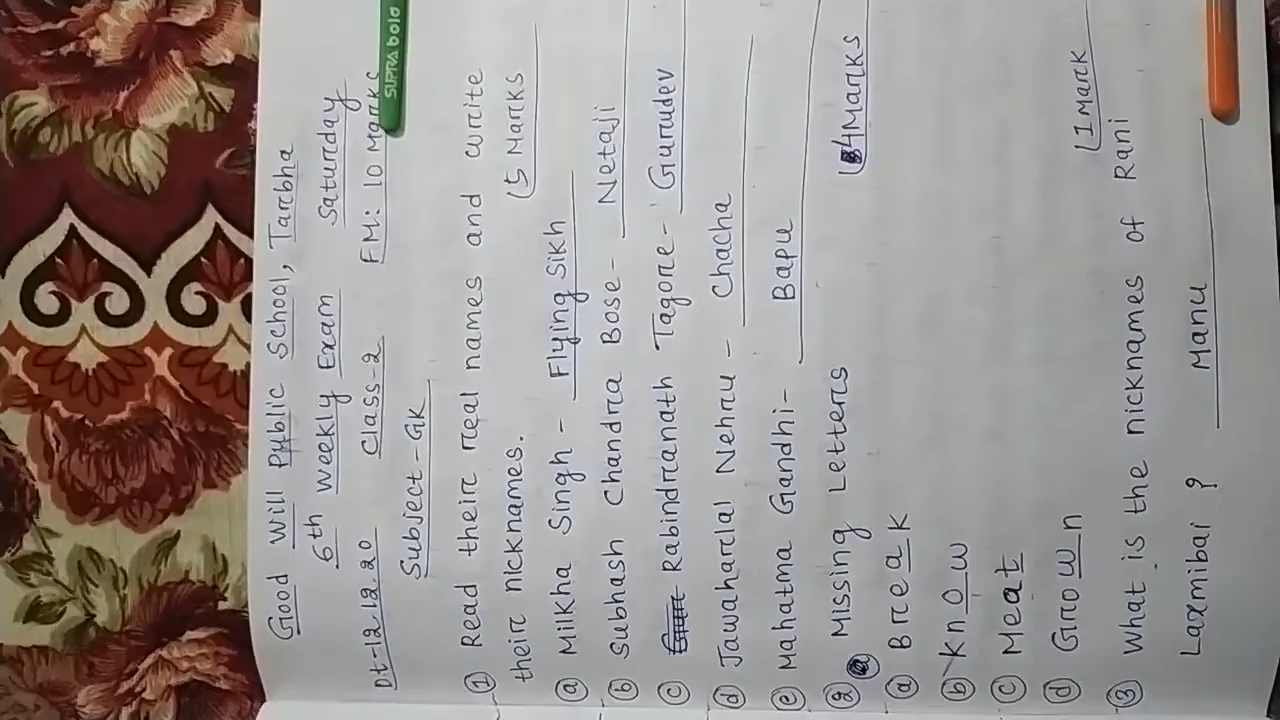 Good Will Public School, Tarbha
6th Weekly Exam Saturday
Dt-12.12.20 Class-2 FM: 10 Marks
Subject-GK
① Read their real names and write
their nicknames. (5 Marks
ⓐ Milkha Singh - Flying Sikh
ⓑ Subhash Chandra Bose - Netaji
ⓒ Rabindranath Tagore - Gurudev
ⓓ Jawaharlal Nehru - Chacha
ⓔ Mahatma Gandhi - Bapu
② Missing Letters (4 Marks
ⓐ Break
ⓑ Know
ⓒ Meat
ⓓ Grown (1 Mark
③ What is the nicknames of Rani
Laxmibai ? Manu
SUPRA bold